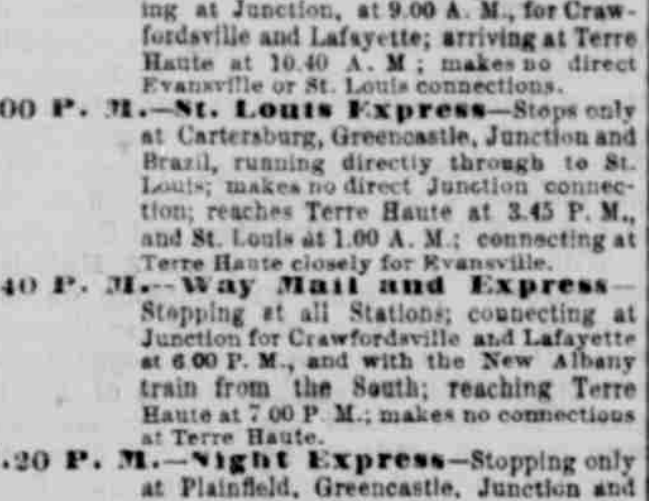 ing at Junction, at 9.00 A. M., for Craw-
fordsville and Lafayette; arriving at Terre
Haute at 10.40 A. M; makes no direct
Evansville or St. Louis connections.
00 P. M.—St. Louis Express—Stops only
at Cartersburg, Greencastle, Junction and
Brazil, running directly through to St.
Louis; makes no direct Junction connec-
tion; reaches Terre Haute at 3.45 P. M.,
and St. Louis at 1.00 A. M.; connecting at
Terre Haute closely for Evansville.
40 P. M.—Way Mail and Express—
Stopping at all Stations; connecting at
Junction for Crawfordsville and Lafayette
at 6 00 P. M., and with the New Albany
train from the South; reaching Terre
Haute at 7 00 P. M.; makes no connections
at Terre Haute.
.20 P. M.—Night Express—Stopping only
at Plainfield, Greencastle, Junction and